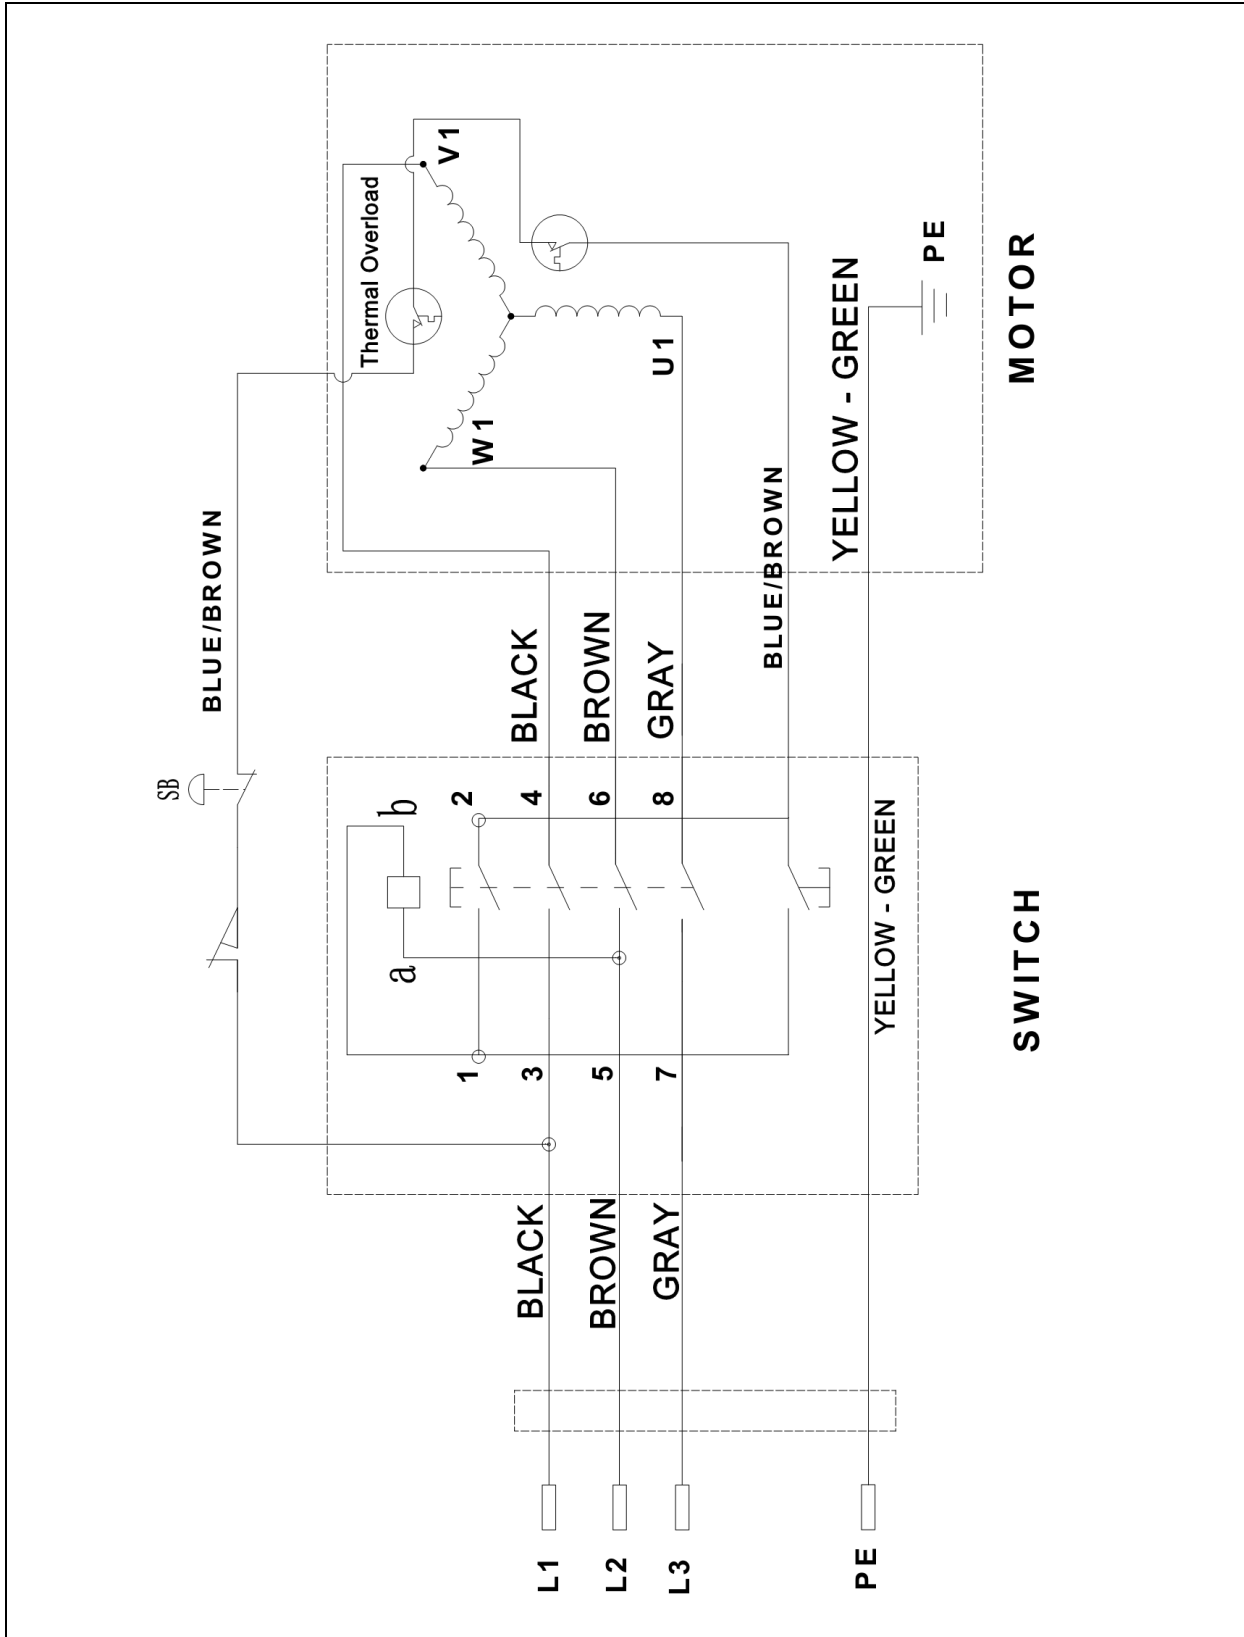 SB
BLUE/BROWN
Thermal Overload
a
b
V1
1
2
W1
L1
BLACK
3
4
BLACK
L2
BROWN
5
6
BROWN
L3
GRAY
7
8
GRAY
U1
BLUE/BROWN
YELLOW - GREEN
PE
YELLOW - GREEN
PE
SWITCH
MOTOR